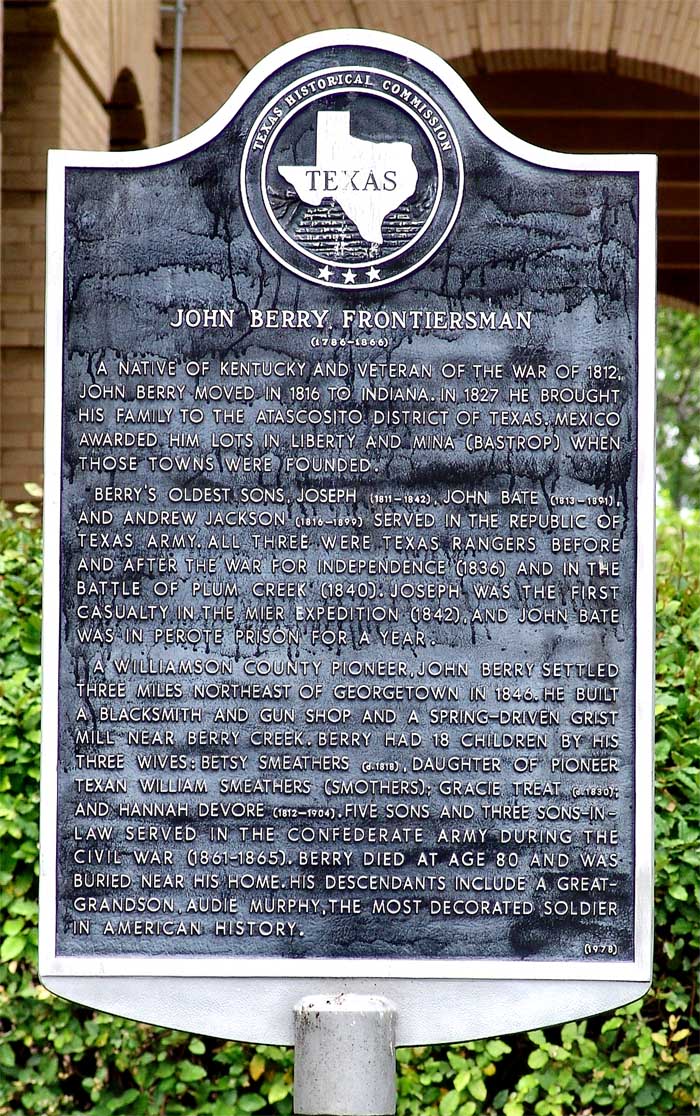 TEXAS HISTORICAL COMMISSION
TEXAS
JOHN BERRY, FRONTIERSMAN
(1786–1866)
A NATIVE OF KENTUCKY AND VETERAN OF THE WAR OF 1812,
JOHN BERRY MOVED IN 1816 TO INDIANA. IN 1827 HE BROUGHT
HIS FAMILY TO THE ATASCOSITO DISTRICT OF TEXAS. MEXICO
AWARDED HIM LOTS IN LIBERTY AND MINA (BASTROP) WHEN
THOSE TOWNS WERE FOUNDED.
BERRY'S OLDEST SONS, JOSEPH (1811–1842), JOHN BATE (1813–1891),
AND ANDREW JACKSON (1816–1899) SERVED IN THE REPUBLIC OF
TEXAS ARMY. ALL THREE WERE TEXAS RANGERS BEFORE
AND AFTER THE WAR FOR INDEPENDENCE (1836) AND IN THE
BATTLE OF PLUM CREEK (1840). JOSEPH WAS THE FIRST
CASUALTY IN THE MIER EXPEDITION (1842), AND JOHN BATE
WAS IN PEROTE PRISON FOR A YEAR.
A WILLIAMSON COUNTY PIONEER, JOHN BERRY SETTLED
THREE MILES NORTHEAST OF GEORGETOWN IN 1846. HE BUILT
A BLACKSMITH AND GUN SHOP AND A SPRING-DRIVEN GRIST
MILL NEAR BERRY CREEK. BERRY HAD 18 CHILDREN BY HIS
THREE WIVES: BETSY SMEATHERS (d.1818), DAUGHTER OF PIONEER
TEXAN WILLIAM SMEATHERS (SMOTHERS); GRACIE TREAT (d.1830);
AND HANNAH DEVORE (1812–1904). FIVE SONS AND THREE SONS-IN-
LAW SERVED IN THE CONFEDERATE ARMY DURING THE
CIVIL WAR (1861-1865). BERRY DIED AT AGE 80 AND WAS
BURIED NEAR HIS HOME. HIS DESCENDANTS INCLUDE A GREAT-
GRANDSON, AUDIE MURPHY, THE MOST DECORATED SOLDIER
IN AMERICAN HISTORY.
(1978)